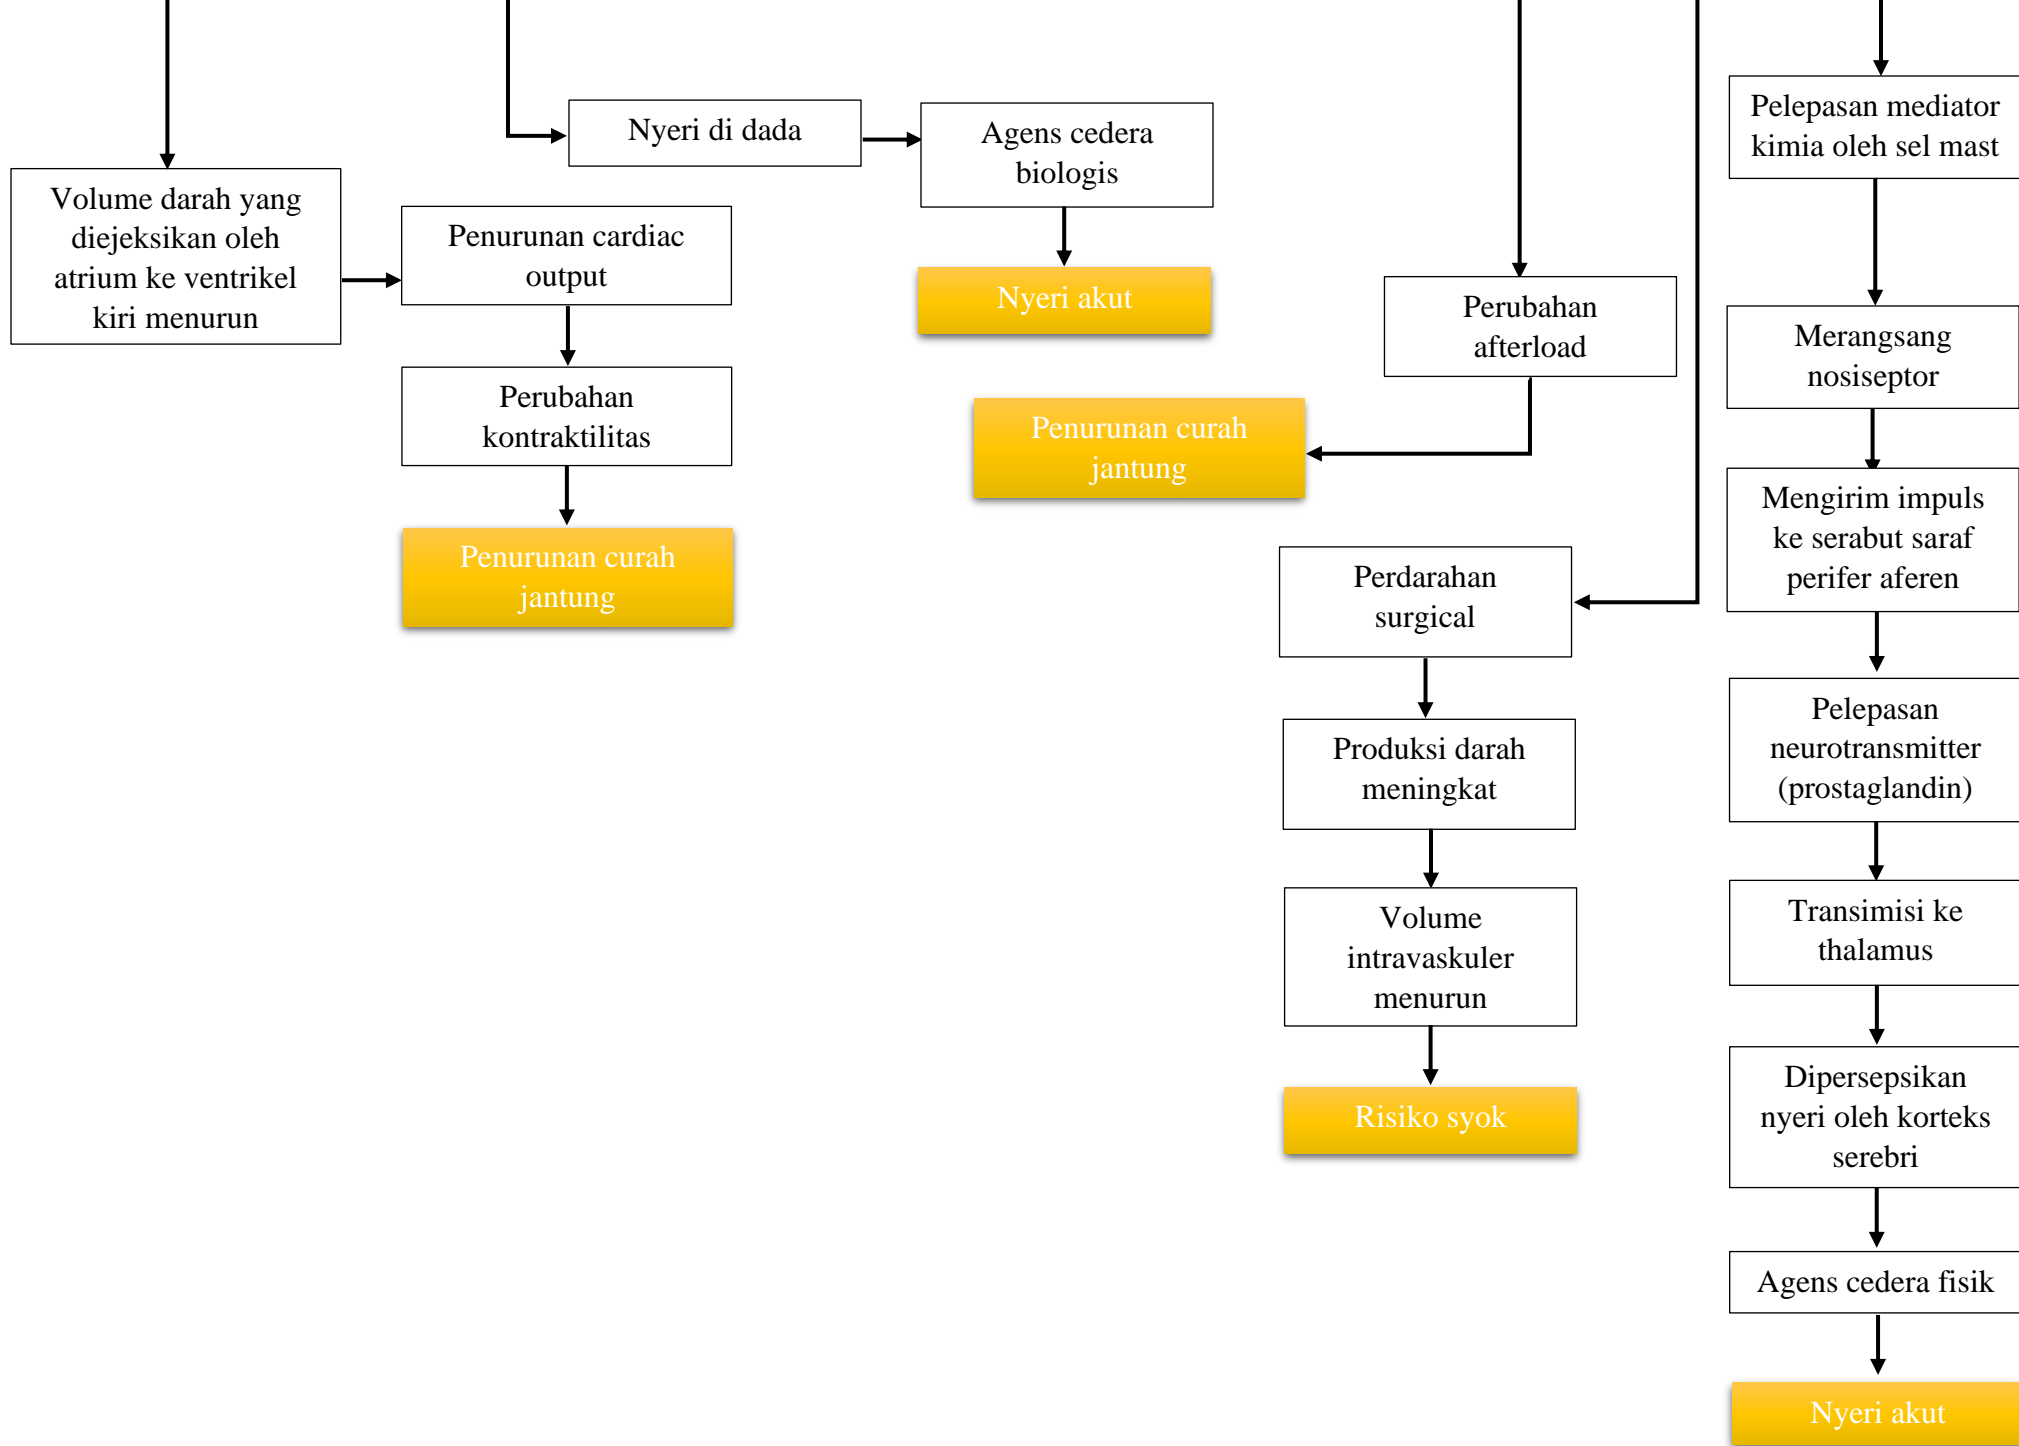 Volume darah yang
diejeksikan oleh
atrium ke ventrikel
kiri menurun
Penurunan cardiac
output
Perubahan
kontraktilitas
Penurunan curah
jantung
Nyeri di dada
Agens cedera
biologis
Nyeri akut
Perubahan
afterload
Penurunan curah
jantung
Perdarahan
surgical
Produksi darah
meningkat
Volume
intravaskuler
menurun
Risiko syok
Pelepasan mediator
kimia oleh sel mast
Merangsang
nosiseptor
Mengirim impuls
ke serabut saraf
perifer aferen
Pelepasan
neurotransmitter
(prostaglandin)
Transimisi ke
thalamus
Dipersepsikan
nyeri oleh korteks
serebri
Agens cedera fisik
Nyeri akut